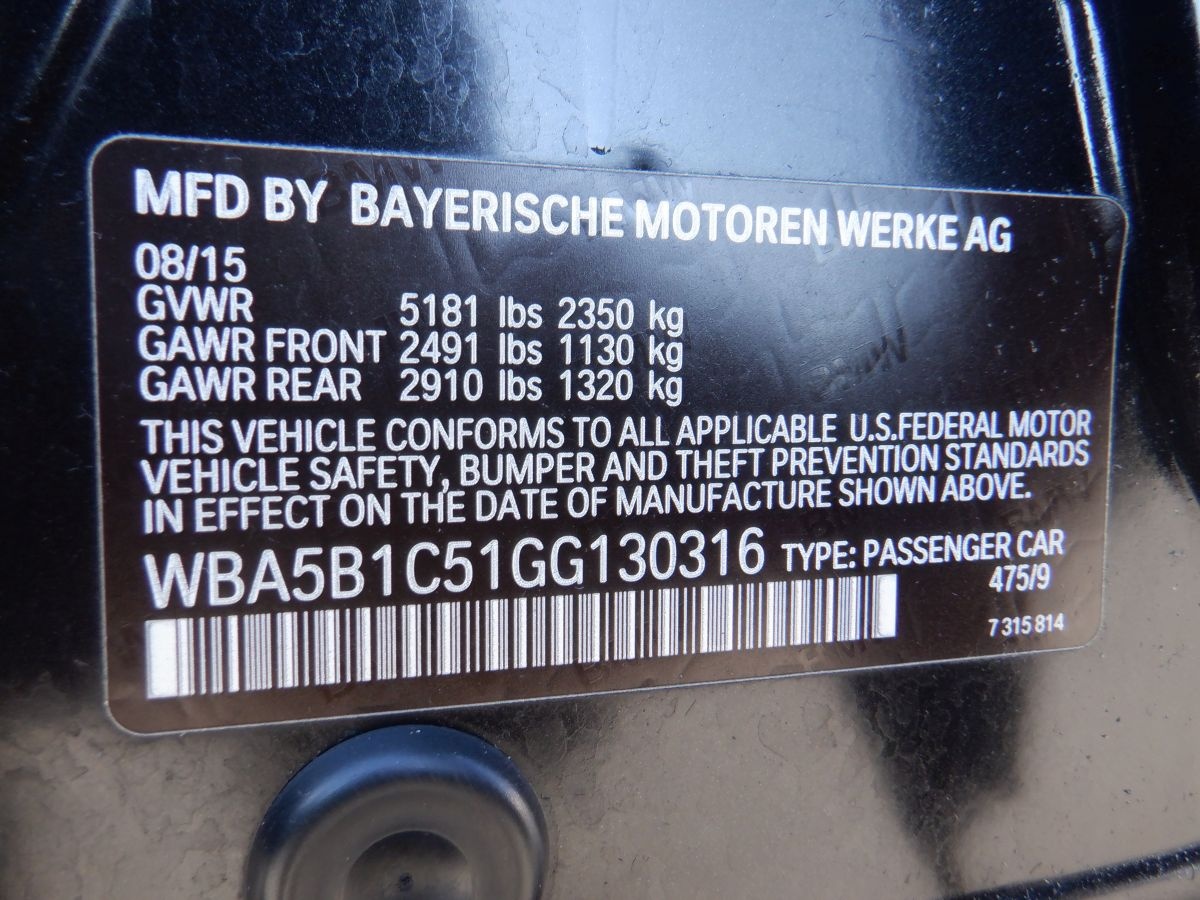 MFD BY BAYERISCHE MOTOREN WERKE AG
08/15
GVWR 5181 lbs 2350 kg
GAWR FRONT 2491 lbs 1130 kg
GAWR REAR 2910 lbs 1320 kg
THIS VEHICLE CONFORMS TO ALL APPLICABLE U.S.FEDERAL MOTOR
VEHICLE SAFETY, BUMPER AND THEFT PREVENTION STANDARDS
IN EFFECT ON THE DATE OF MANUFACTURE SHOWN ABOVE.
WBA5B1C51GG130316 TYPE: PASSENGER CAR
475/9
7 315 814